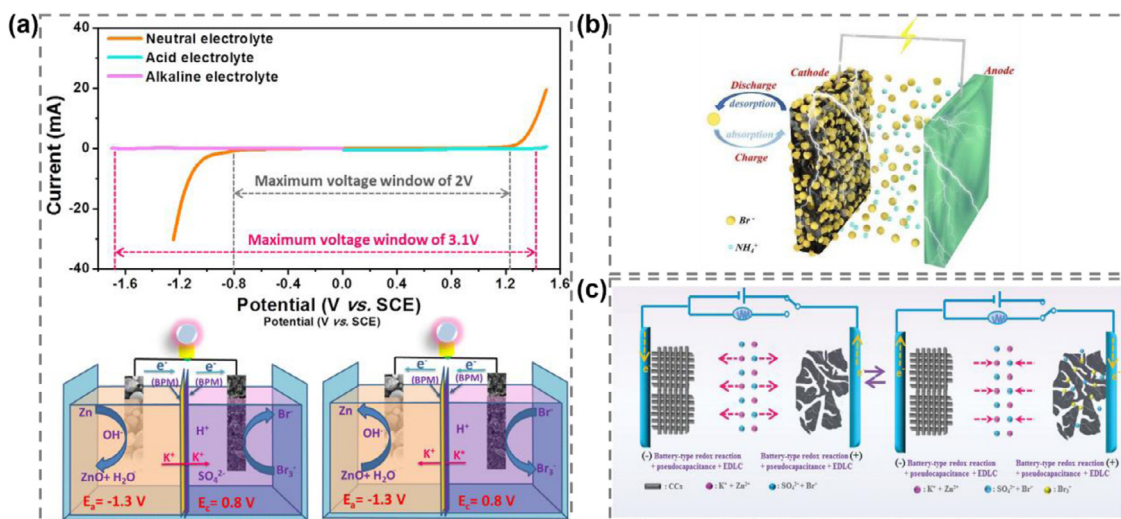 (a)
Neutral electrolyte
Acid electrolyte
Alkaline electrolyte
40
20
0
-20
-40
Current (mA)
Maximum voltage window of 2V
Maximum voltage window of 3.1V
-1.6 -1.2 -0.8 -0.4 0.0 0.4 0.8 1.2 1.6
Potential (V vs. SCE)
Potential (V vs. SCE)
e⁻ e⁻
(BPM) (BPM)
Zn
OH⁻
ZnO+ H₂O
H⁺
K⁺ K⁺
SO₄²⁻
Br⁻
Br₃⁻
Eₐ= -1.3 V
E꜀= 0.8 V
e⁻ e⁻
(BPM) (BPM)
Zn
OH⁻
ZnO+ H₂O
H⁺
K⁺ K⁺
Br⁻
Br₃⁻
Eₐ= -1.3 V
E꜀= 0.8 V
(b)
Cathode
Anode
Discharge
desorption
absorption
Charge
Br⁻
NH₄⁺
(c)
(-) Battery-type redox reaction
+ pseudocapacitance + EDLC
Battery-type redox reaction (+)
+ pseudocapacitance + EDLC
(-) Battery-type redox reaction
+ pseudocapacitance + EDLC
Battery-type redox reaction (+)
+ pseudocapacitance + EDLC
: CCz : K⁺ + Zn²⁺ : SO₄²⁺ + Br⁻
: K⁺ + Zn²⁺ : SO₄²⁺ + Br⁻ : Br₃⁻